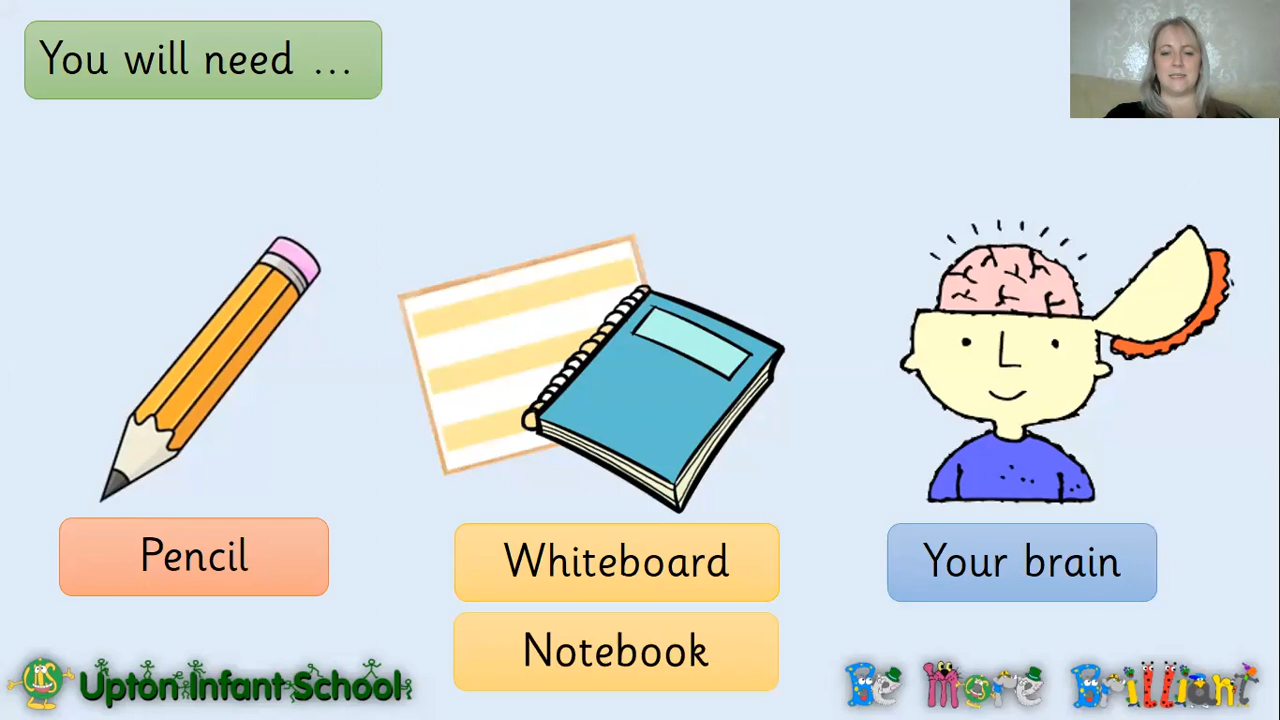 You will need ...
Pencil
Whiteboard
Notebook
Your brain
Upton Infant School
Be More Brilliant